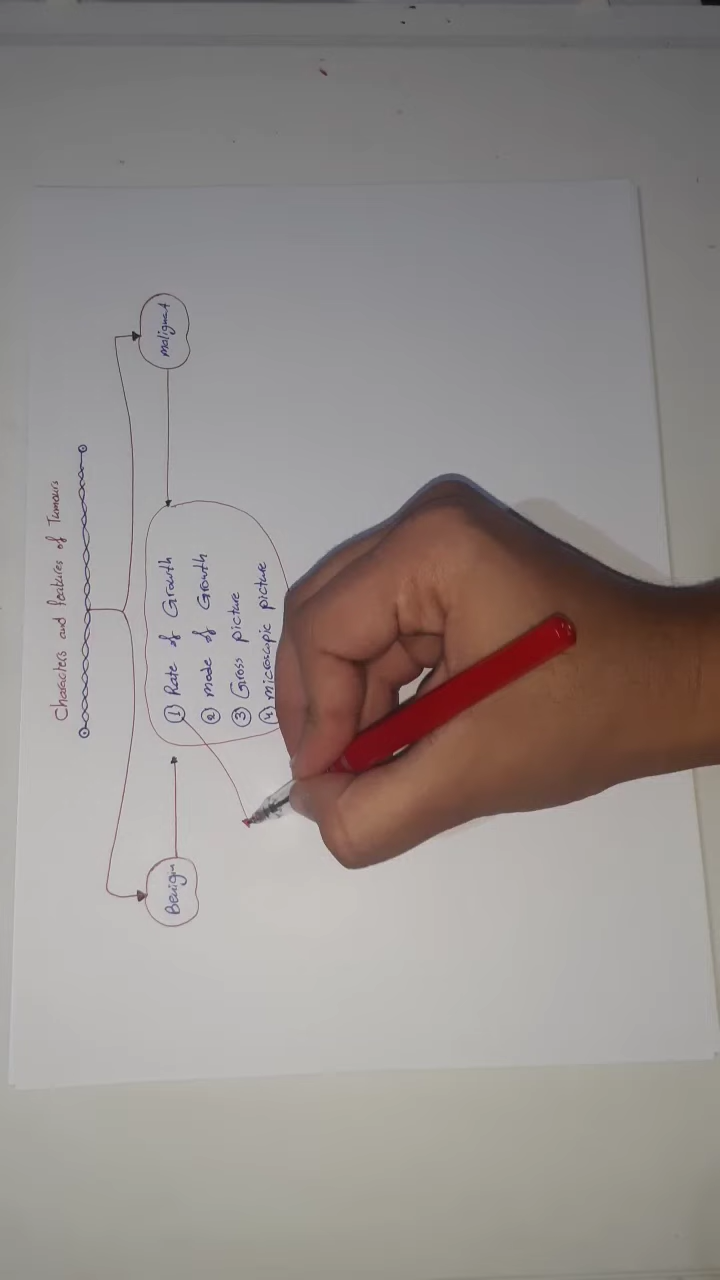 Characters and features of Tumours
Benign
malignant
① Rate of Growth
② mode of Growth
③ Gross picture
④ microscopic picture